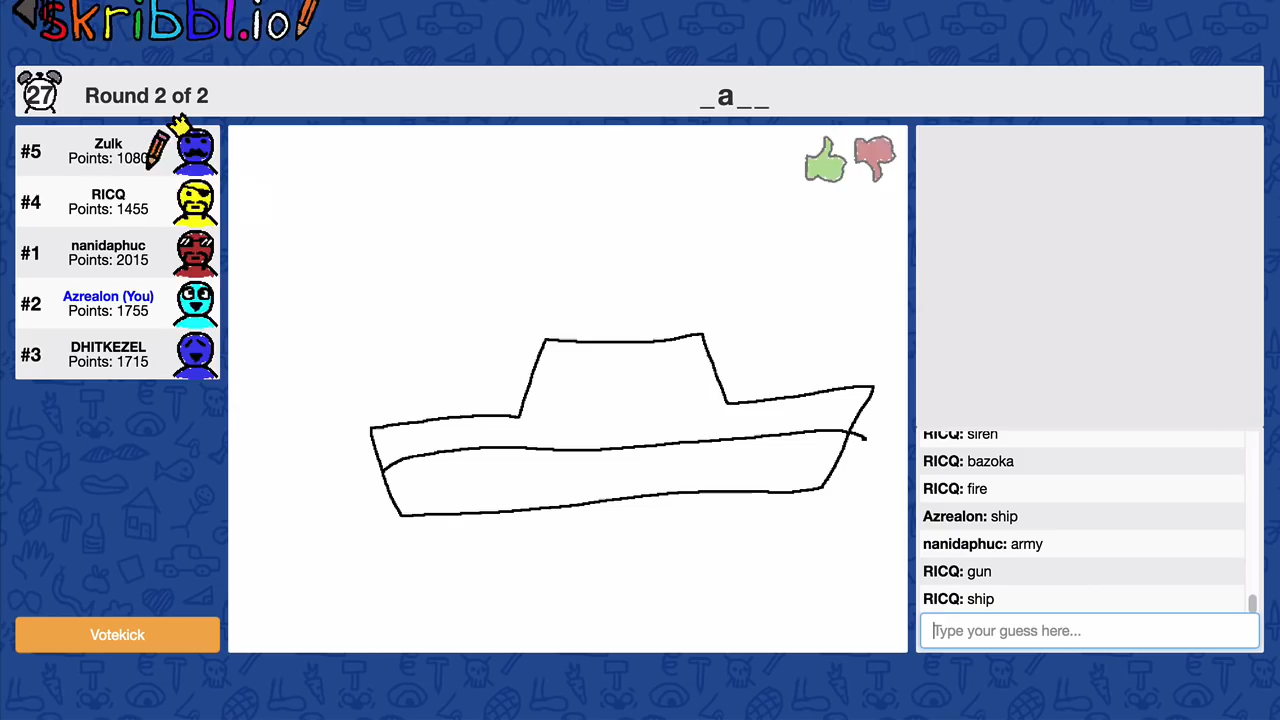 skribbl.io!
27
Round 2 of 2
_a__
#5
Zulk
Points: 1080
#4
RICQ
Points: 1455
#1
nanidaphuc
Points: 2015
#2
Azrealon (You)
Points: 1755
#3
DHITKEZEL
Points: 1715
Votekick
RICQ: siren
RICQ: bazoka
RICQ: fire
Azrealon: ship
nanidaphuc: army
RICQ: gun
RICQ: ship
Type your guess here...